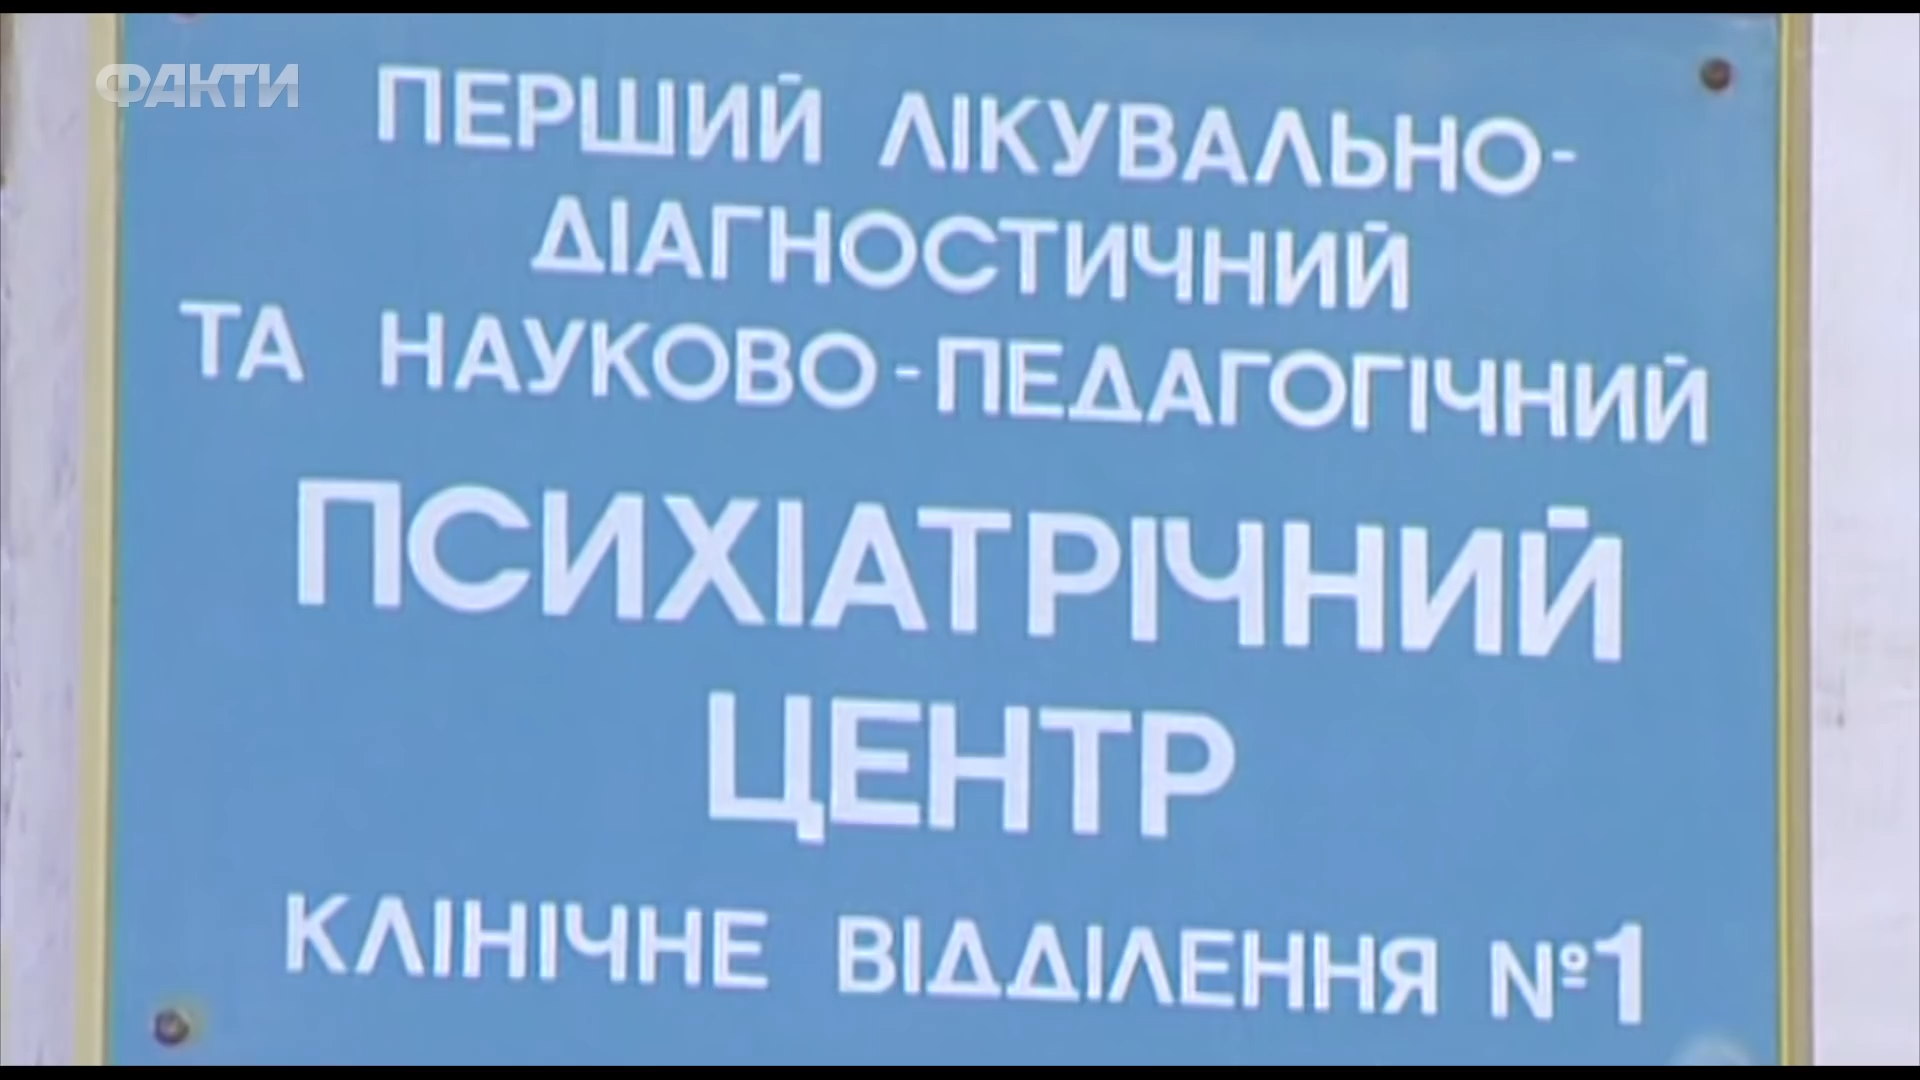 ФАКТИ
ПЕРШИЙ ЛІКУВАЛЬНО-
ДІАГНОСТИЧНИЙ
ТА НАУКОВО-ПЕДАГОГІЧНИЙ
ПСИХІАТРІЧНИЙ
ЦЕНТР
КЛІНІЧНЕ ВІДДІЛЕННЯ №1